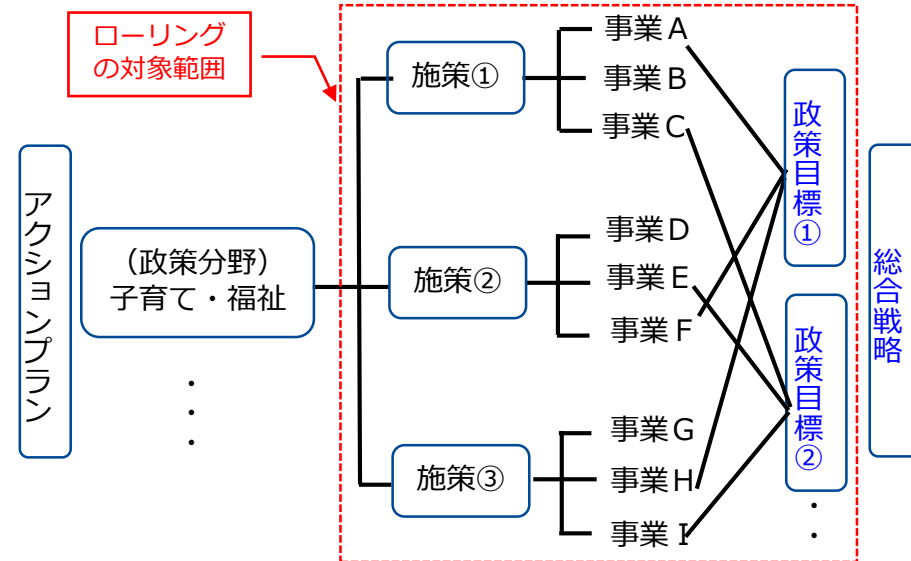 ローリング
の対象範囲
アクションプラン
（政策分野）
子育て・福祉
・
・
・
施策①
事業A
事業B
事業C
施策②
事業D
事業E
事業F
施策③
事業G
事業H
事業I
政策目標①
政策目標②
・
・
総合戦略